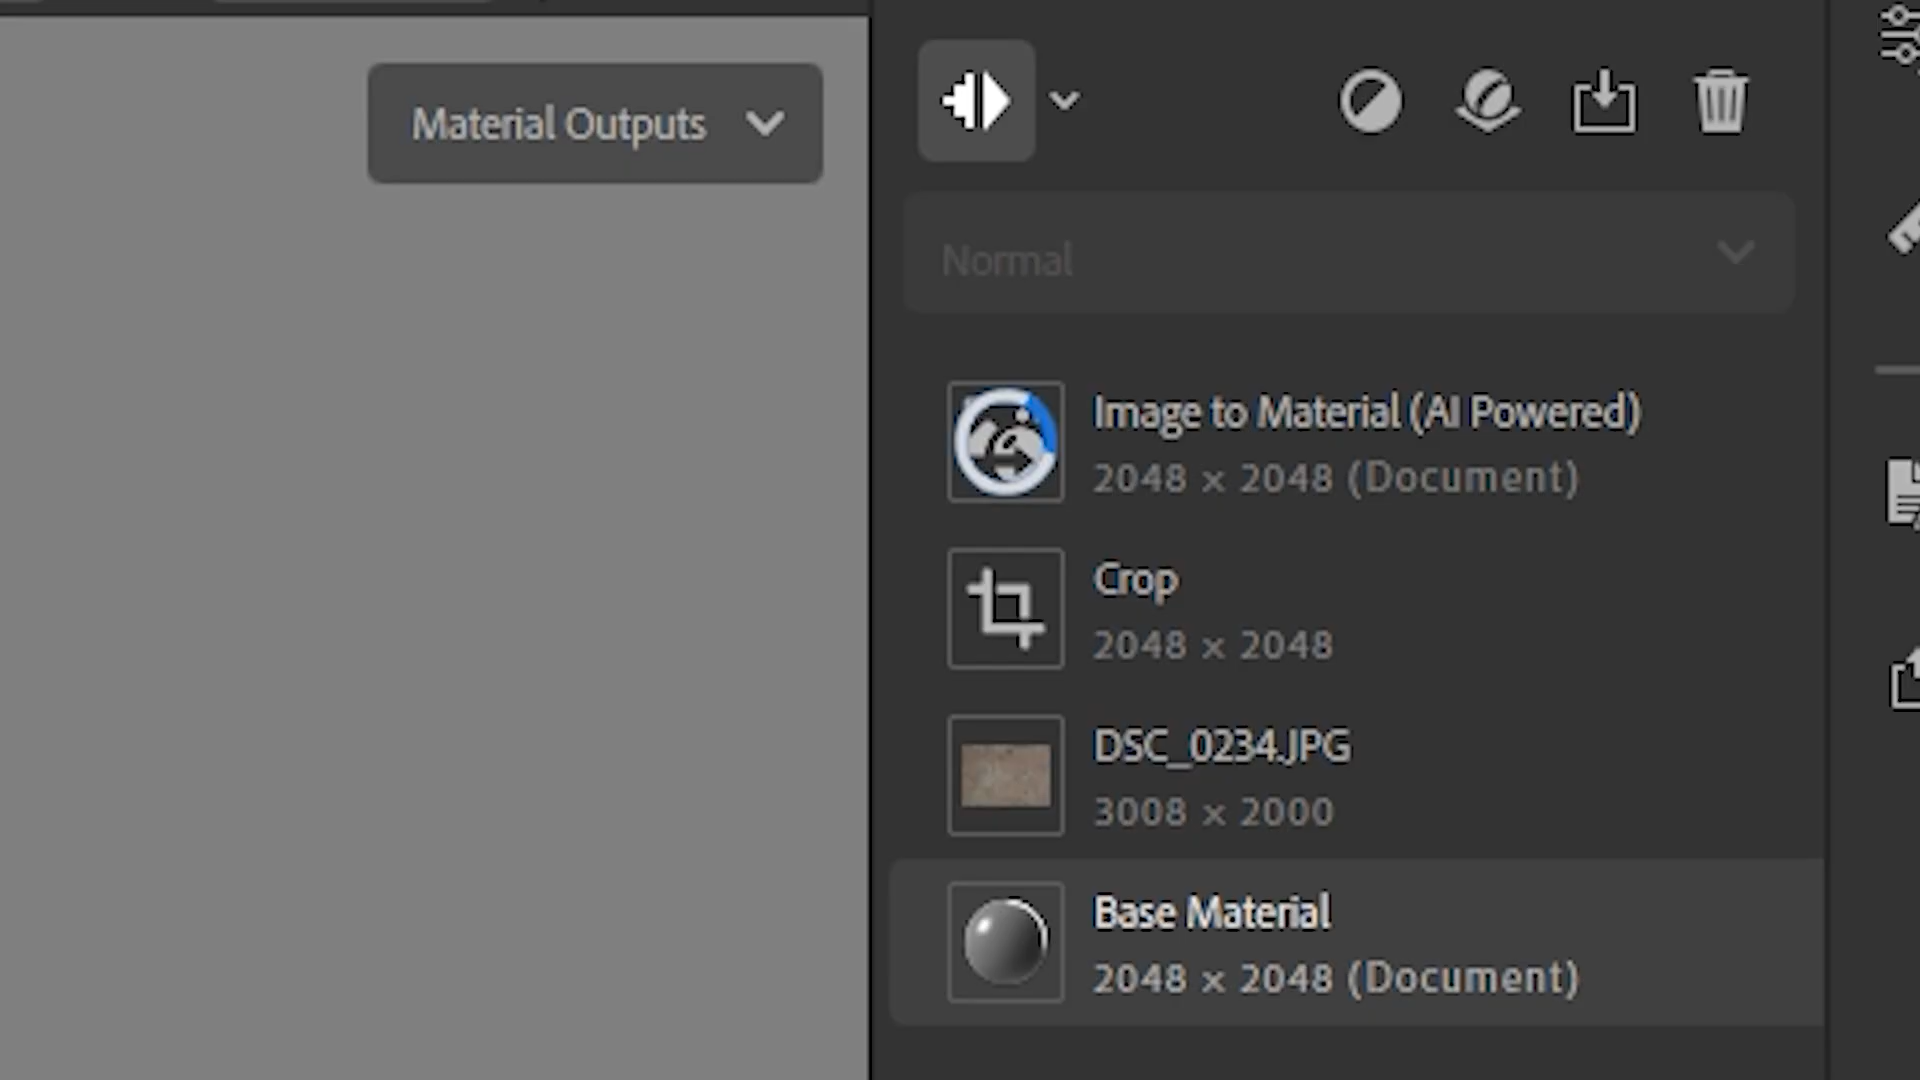 Material Outputs
Normal
Image to Material (AI Powered)
2048 x 2048 (Document)
Crop
2048 x 2048
DSC_0234.JPG
3008 x 2000
Base Material
2048 x 2048 (Document)